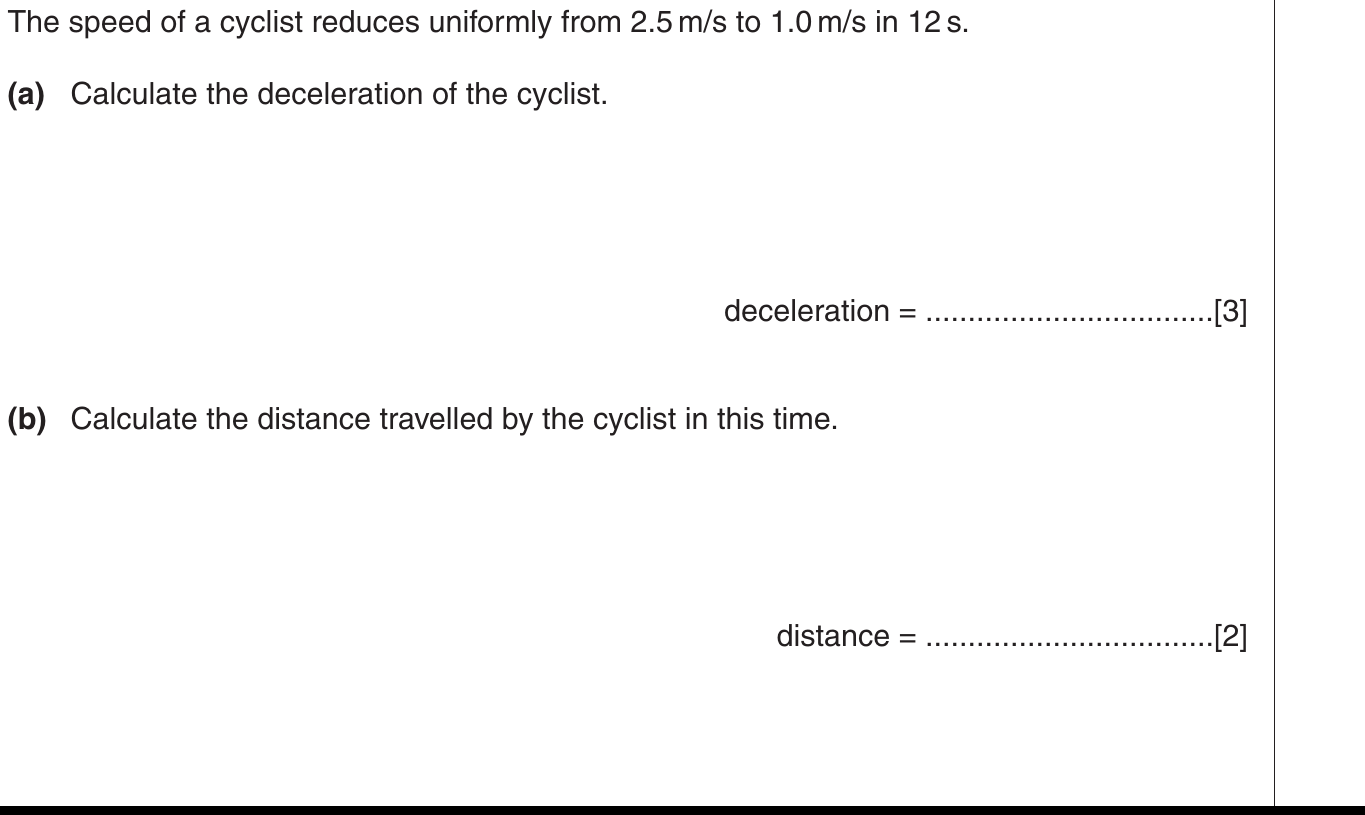 The speed of a cyclist reduces uniformly from 2.5 m/s to 1.0 m/s in 12 s.
(a) Calculate the deceleration of the cyclist.
deceleration = ..................................[3]
(b) Calculate the distance travelled by the cyclist in this time.
distance = ..................................[2]